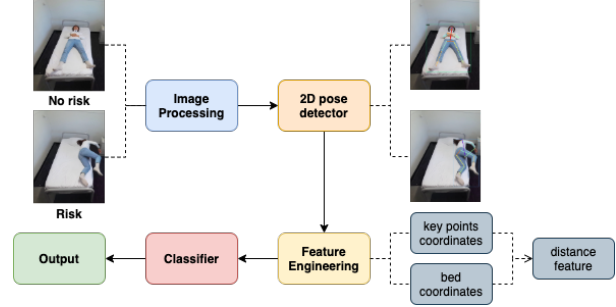 No risk
Image
Processing
2D pose
detector
Risk
Output
Classifier
Feature
Engineering
key points
coordinates
bed
coordinates
distance
feature